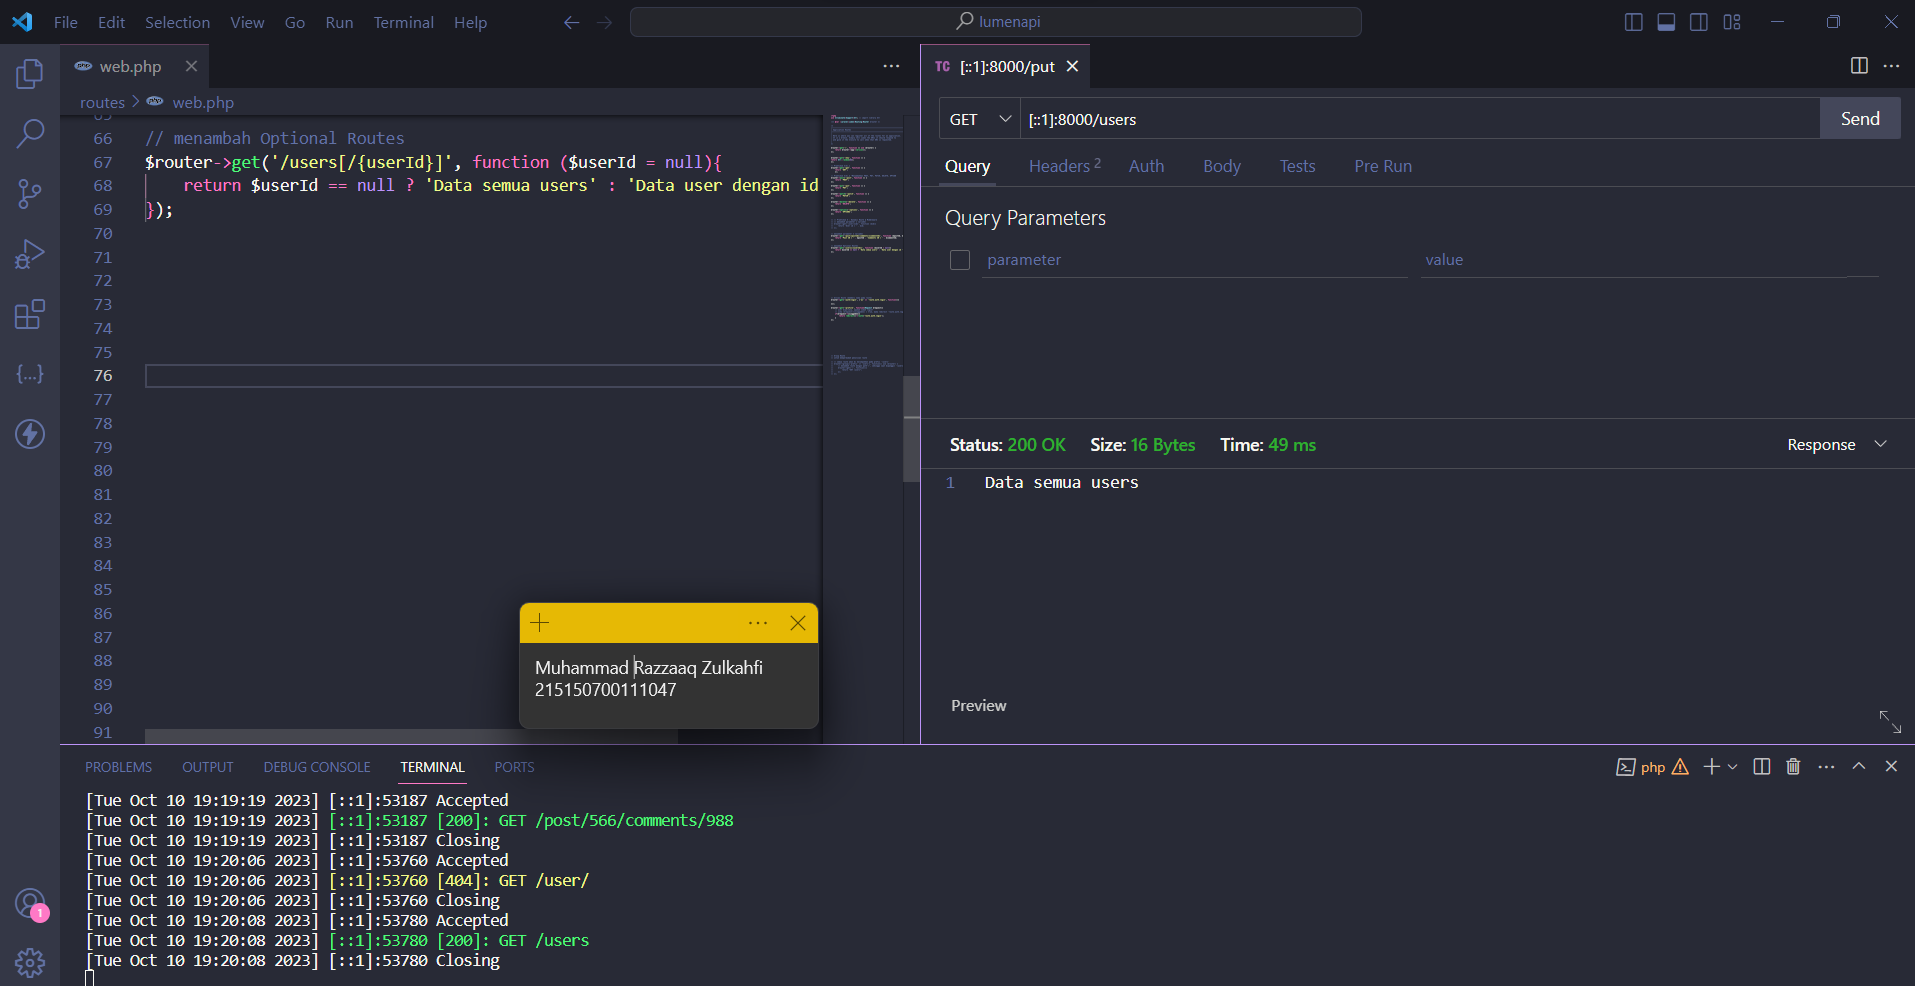 File Edit Selection View Go Run Terminal Help
lumenapi
web.php
routes > web.php
65
66 // menambah Optional Routes
67 $router->get('/users[/{userId}]', function ($userId = null){
68     return $userId == null ? 'Data semua users' : 'Data user dengan id
69 });
70
71
72
73
74
75
76
77
78
79
80
81
82
83
84
85
86
87
88
89
90
91
Muhammad Razzaaq Zulkahfi
215150700111047
TC [::1]:8000/put
GET [::1]:8000/users Send
Query Headers 2 Auth Body Tests Pre Run
Query Parameters
parameter value
Status: 200 OK Size: 16 Bytes Time: 49 ms Response
1 Data semua users
Preview
PROBLEMS OUTPUT DEBUG CONSOLE TERMINAL PORTS
php
[Tue Oct 10 19:19:19 2023] [::1]:53187 Accepted
[Tue Oct 10 19:19:19 2023] [::1]:53187 [200]: GET /post/566/comments/988
[Tue Oct 10 19:19:19 2023] [::1]:53187 Closing
[Tue Oct 10 19:20:06 2023] [::1]:53760 Accepted
[Tue Oct 10 19:20:06 2023] [::1]:53760 [404]: GET /user/
[Tue Oct 10 19:20:06 2023] [::1]:53760 Closing
[Tue Oct 10 19:20:08 2023] [::1]:53780 Accepted
[Tue Oct 10 19:20:08 2023] [::1]:53780 [200]: GET /users
[Tue Oct 10 19:20:08 2023] [::1]:53780 Closing
1